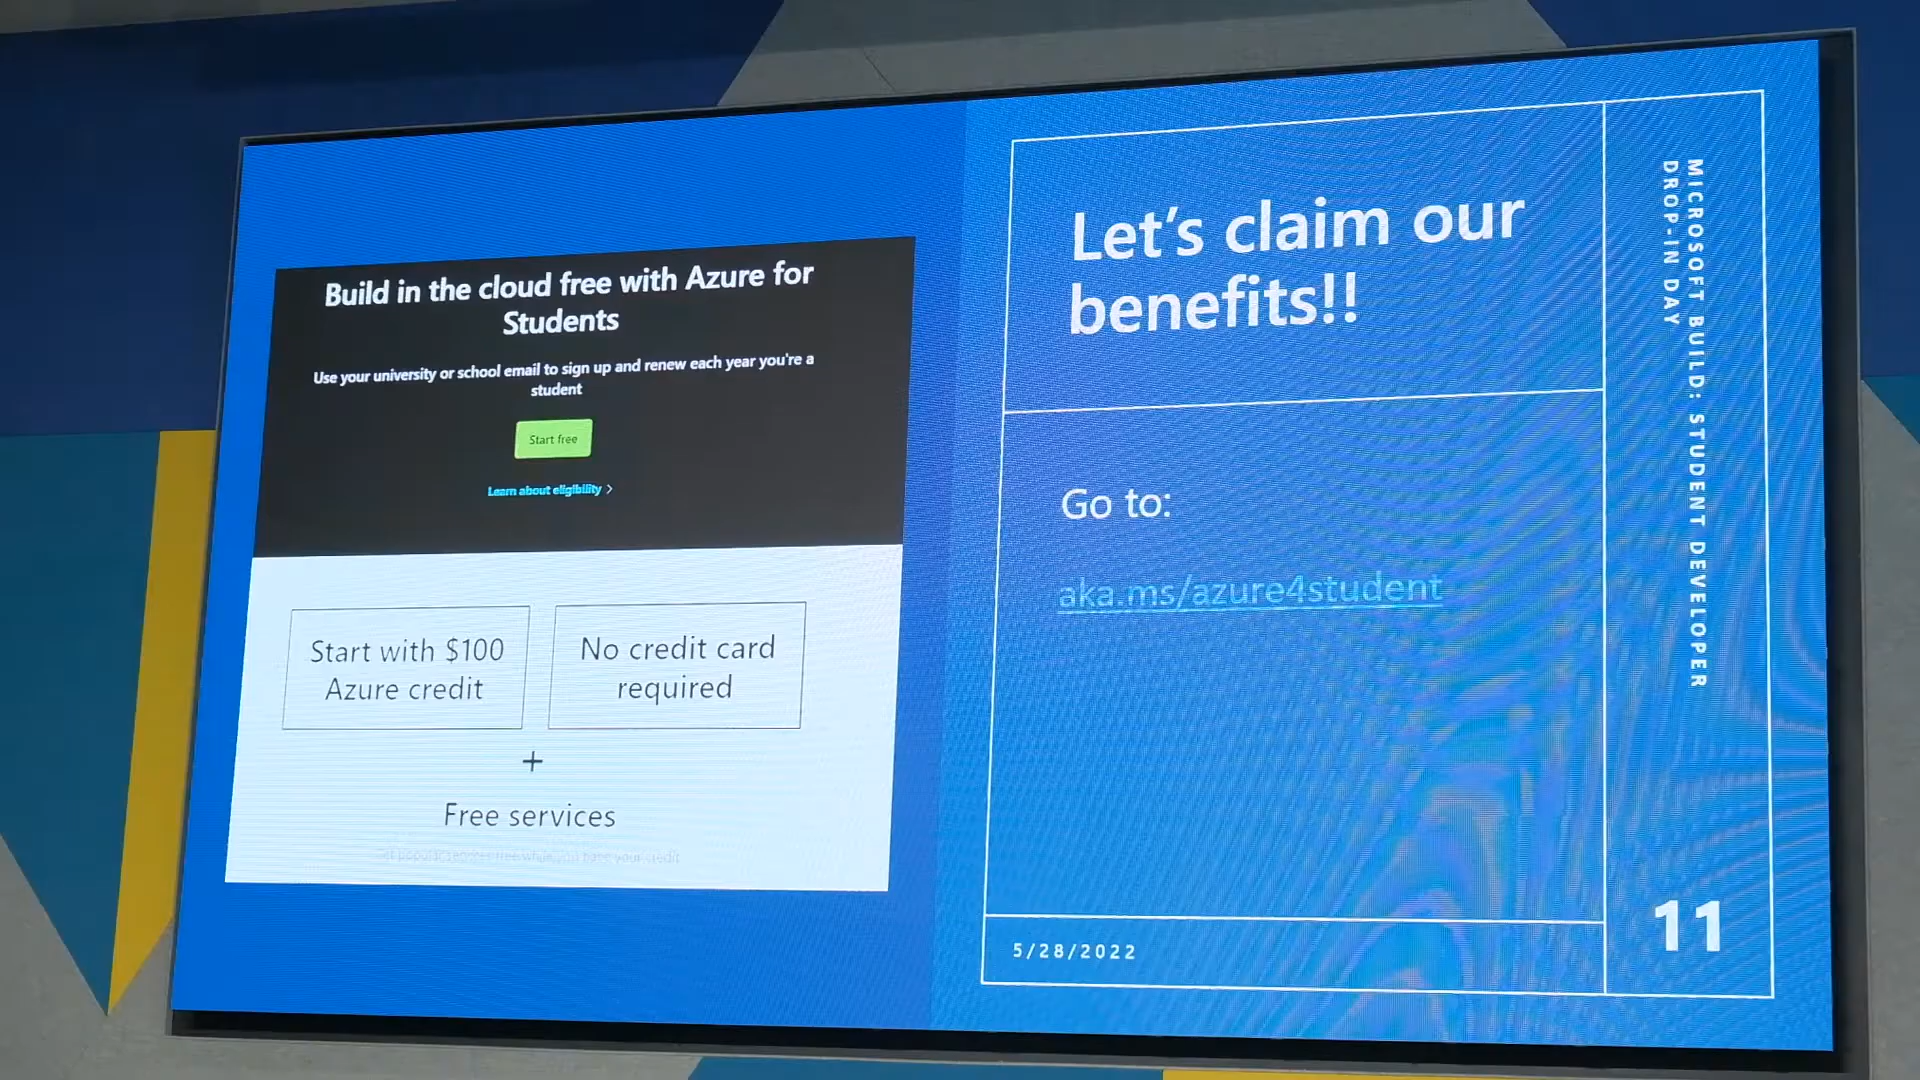 Build in the cloud free with Azure for
Students
Use your university or school email to sign up and renew each year you're a
student
Start free
Learn about eligibility >
Start with $100
Azure credit
No credit card
required
+
Free services
Let's claim our
benefits!!
Go to:
aka.ms/azure4student
5/28/2022
MICROSOFT BUILD: STUDENT DEVELOPER
DROP-IN DAY
11